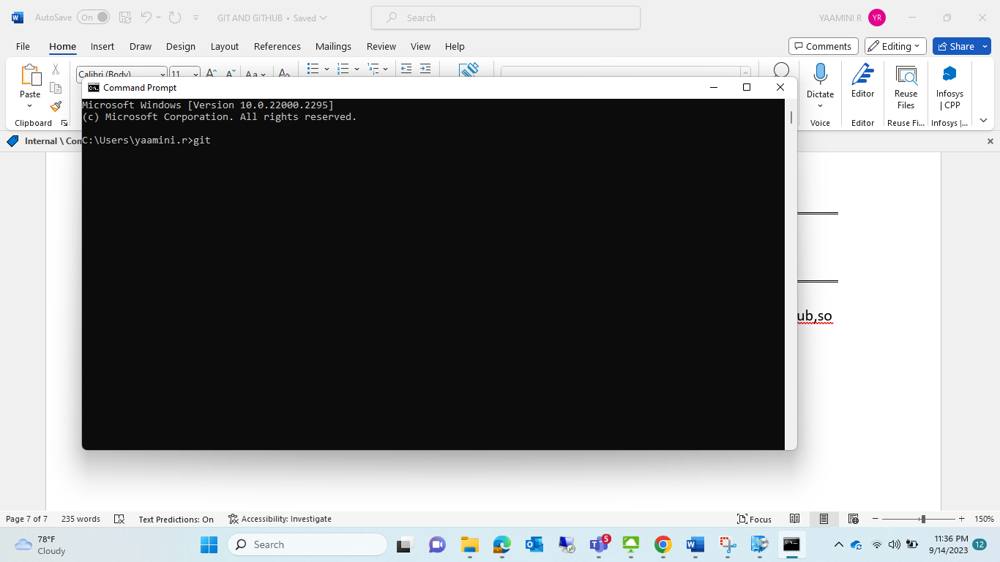 AutoSave On GIT AND GITHUB • Saved Search YAAMINI R YR
File Home Insert Draw Design Layout References Mailings Review View Help Comments Editing Share
Calibri (Body) 11 Aa
Paste Dictate Editor Reuse Files Infosys | CPP
Clipboard Voice Editor Reuse Fi... Infosys |...
Internal \ Com
Command Prompt
Microsoft Windows [Version 10.0.22000.2295]
(c) Microsoft Corporation. All rights reserved.
C:\Users\yaamini.r>git
ub,so
Page 7 of 7 235 words Text Predictions: On Accessibility: Investigate Focus 150%
78°F
Cloudy
Search
5
11:36 PM
9/14/2023
12